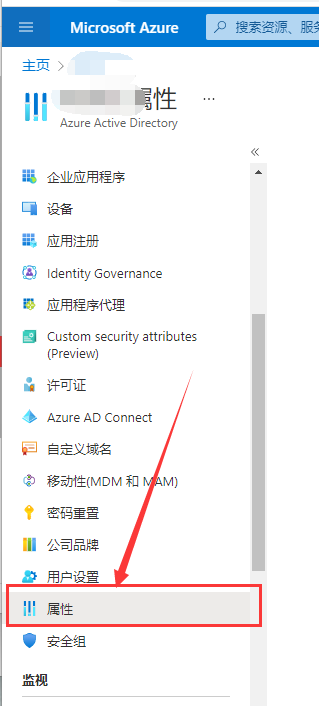 Microsoft Azure
搜索资源、服务
主页
属性
Azure Active Directory
企业应用程序
设备
应用注册
Identity Governance
应用程序代理
Custom security attributes
(Preview)
许可证
Azure AD Connect
自定义域名
移动性(MDM 和 MAM)
密码重置
公司品牌
用户设置
属性
安全组
监视